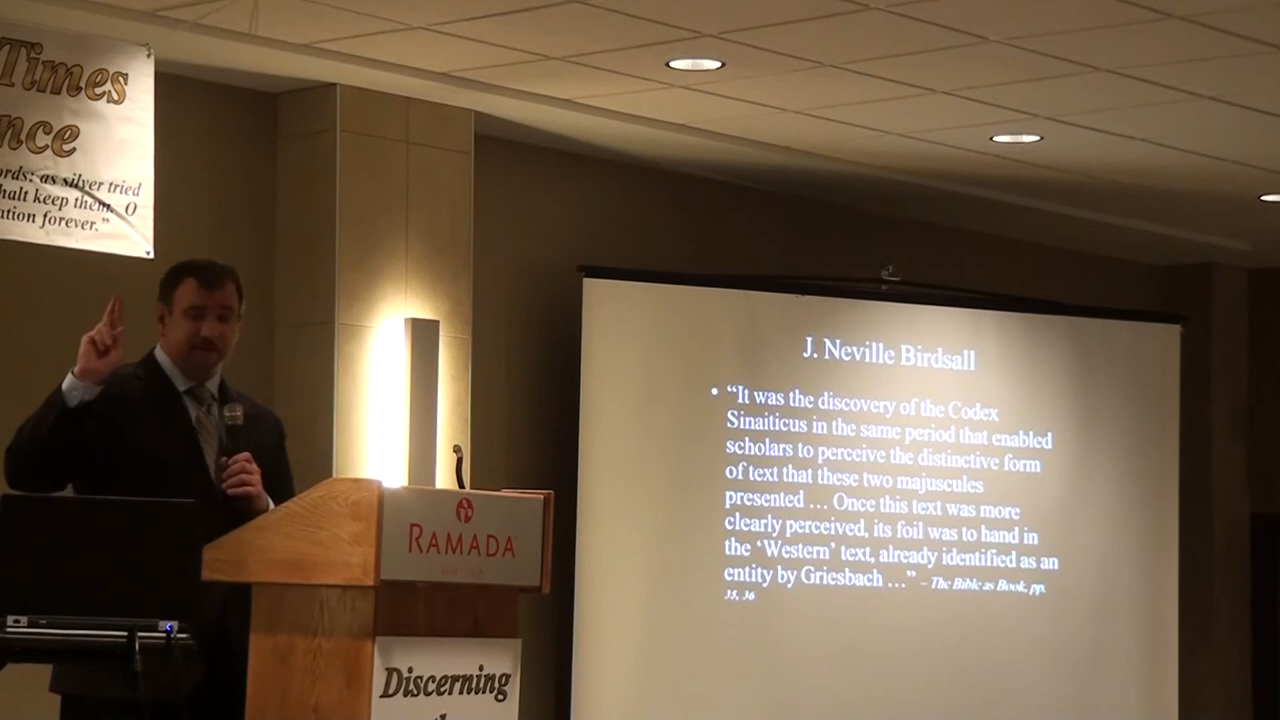 Times
nce
ords: as silver tried
halt keep them, O
ation forever.”
J. Neville Birdsall
• “It was the discovery of the Codex
Sinaiticus in the same period that enabled
scholars to perceive the distinctive form
of text that these two majuscules
presented … Once this text was more
clearly perceived, its foil was to hand in
the ‘Western’ text, already identified as an
entity by Griesbach …” – The Bible as Book, pp.
35, 36
RAMADA
Discerning